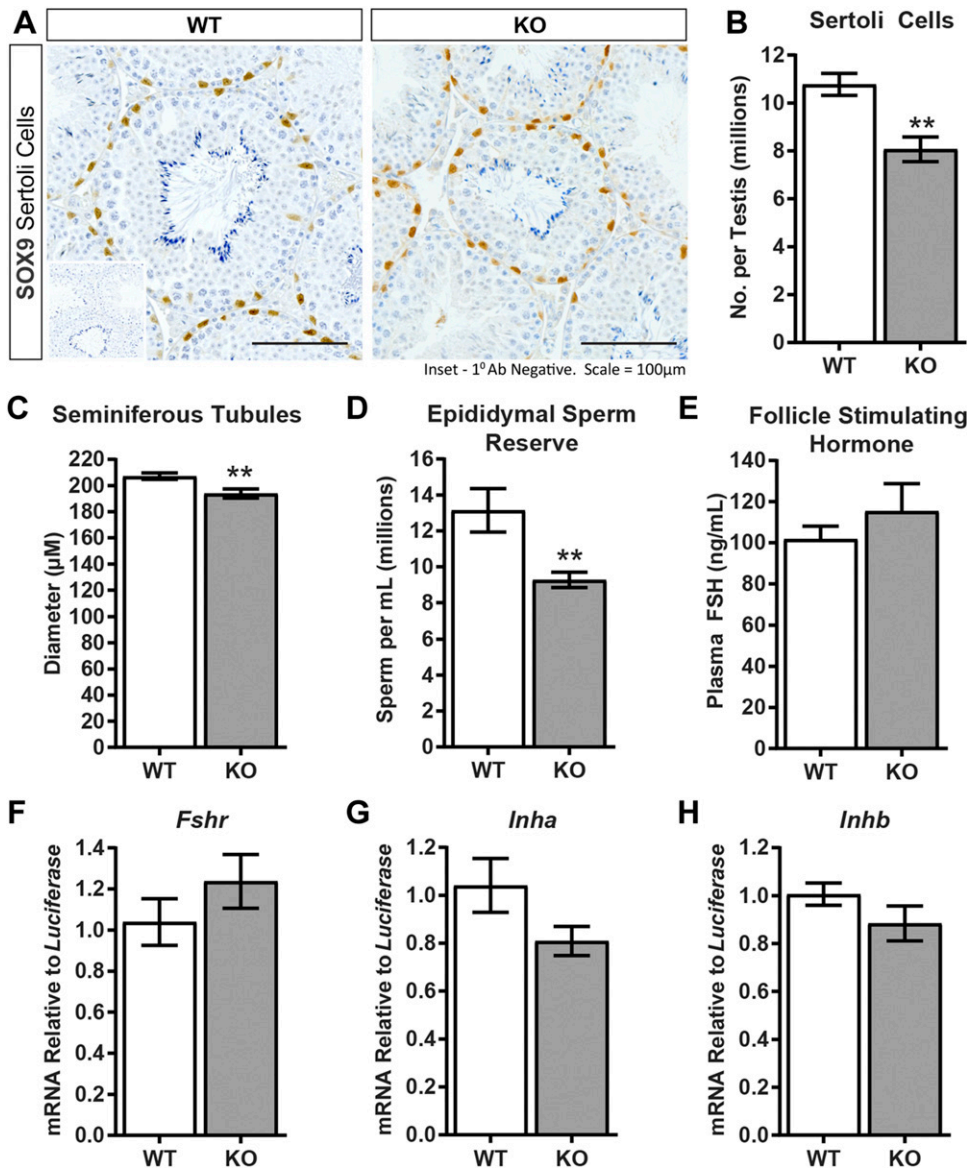 A
WT
KO
SOX9 Sertoli Cells
Inset - 1⁰ Ab Negative. Scale = 100µm
B
Sertoli Cells
No. per Testis (millions)
12
10
8
6
4
2
0
**
WT
KO
C
Seminiferous Tubules
Diameter (µM)
220
200
180
160
140
120
100
80
60
40
20
0
**
WT
KO
D
Epididymal Sperm
Reserve
Sperm per mL (millions)
16
14
12
10
8
6
4
2
0
**
WT
KO
E
Follicle Stimulating
Hormone
Plasma FSH (ng/mL)
140
120
100
80
60
40
20
0
WT
KO
F
Fshr
mRNA Relative to Luciferase
1.4
1.2
1.0
0.8
0.6
0.4
0.2
0.0
WT
KO
G
Inha
mRNA Relative to Luciferase
1.2
1.0
0.8
0.6
0.4
0.2
0.0
WT
KO
H
Inhb
mRNA Relative to Luciferase
1.2
1.0
0.8
0.6
0.4
0.2
0.0
WT
KO